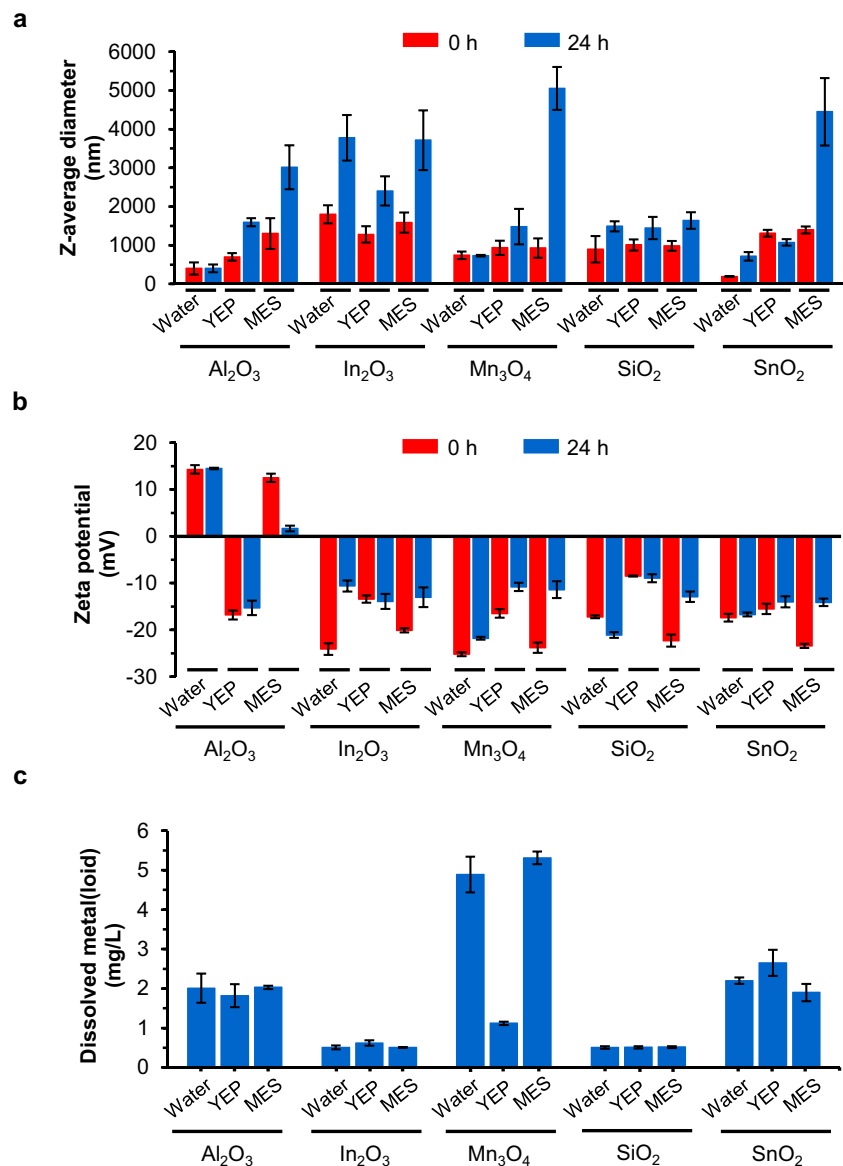 a
0 h 24 h
Z-average diameter
(nm)
6000
5000
4000
3000
2000
1000
0
Water YEP MES Water YEP MES Water YEP MES Water YEP MES Water YEP MES
Al₂O₃ In₂O₃ Mn₃O₄ SiO₂ SnO₂
b
0 h 24 h
Zeta potential
(mV)
20
10
0
-10
-20
-30
Water YEP MES Water YEP MES Water YEP MES Water YEP MES Water YEP MES
Al₂O₃ In₂O₃ Mn₃O₄ SiO₂ SnO₂
c
Dissolved metal(loid)
(mg/L)
6
5
4
3
2
1
0
Water YEP MES Water YEP MES Water YEP MES Water YEP MES Water YEP MES
Al₂O₃ In₂O₃ Mn₃O₄ SiO₂ SnO₂